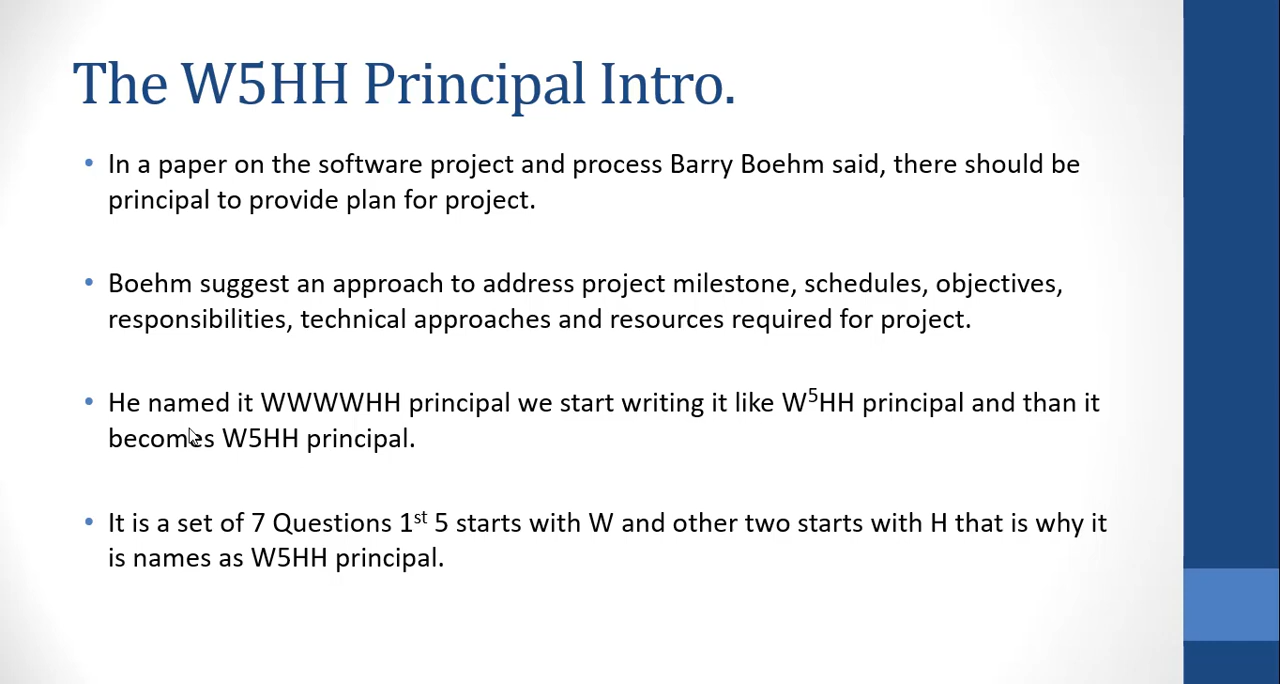 The W5HH Principal Intro.
• In a paper on the software project and process Barry Boehm said, there should be
principal to provide plan for project.
• Boehm suggest an approach to address project milestone, schedules, objectives,
responsibilities, technical approaches and resources required for project.
• He named it WWWWHH principal we start writing it like W⁵HH principal and than it
becomes W5HH principal.
• It is a set of 7 Questions 1ˢᵗ 5 starts with W and other two starts with H that is why it
is names as W5HH principal.